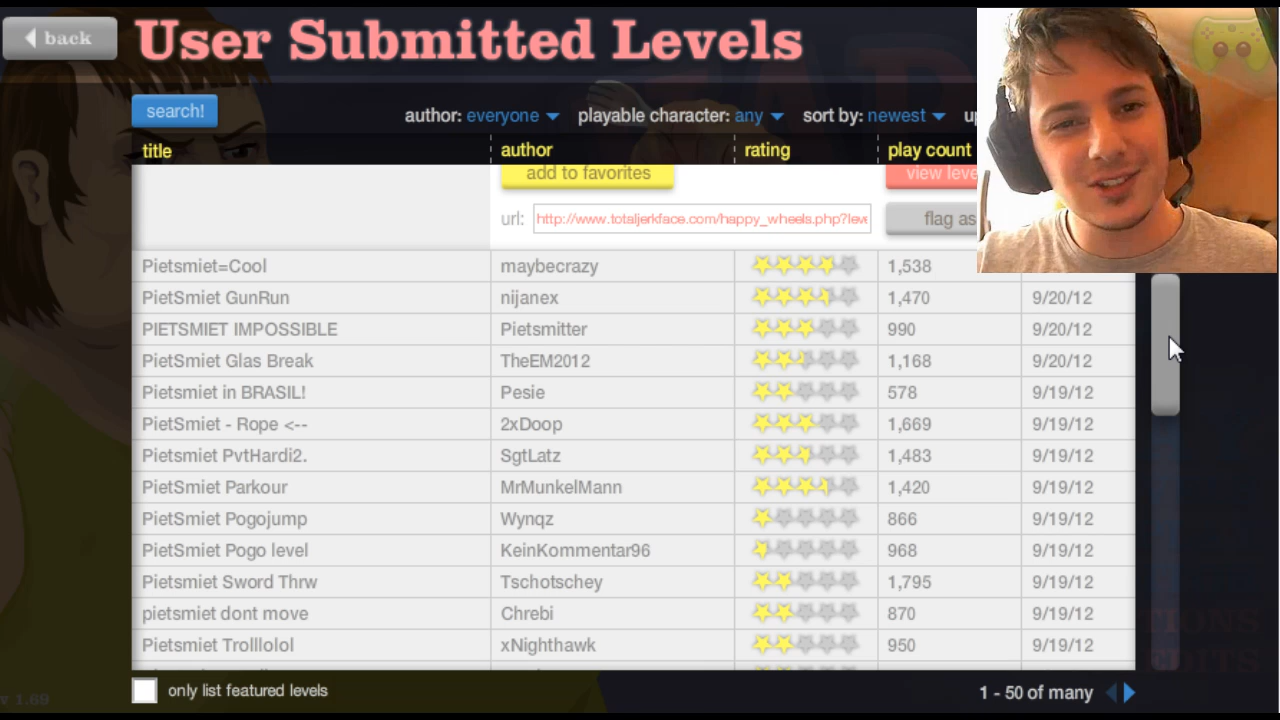 back
User Submitted Levels
search!
author: everyone playable character: any sort by: newest up
title author rating play count
add to favorites view leve
url: http://www.totaljerkface.com/happy_wheels.php?leve flag as
Pietsmiet=Cool maybecrazy 1,538
PietSmiet GunRun nijanex 1,470 9/20/12
PIETSMIET IMPOSSIBLE Pietsmitter 990 9/20/12
PietSmiet Glas Break TheEM2012 1,168 9/20/12
Pietsmiet in BRASIL! Pesie 578 9/19/12
PietSmiet - Rope <-- 2xDoop 1,669 9/19/12
Pietsmiet PvtHardi2. SgtLatz 1,483 9/19/12
PietSmiet Parkour MrMunkelMann 1,420 9/19/12
PietSmiet Pogojump Wynqz 866 9/19/12
PietSmiet Pogo level KeinKommentar96 968 9/19/12
Pietsmiet Sword Thrw Tschotschey 1,795 9/19/12
pietsmiet dont move Chrebi 870 9/19/12
Pietsmiet Trolllolol xNighthawk 950 9/19/12
only list featured levels
1 - 50 of many
v 1.69